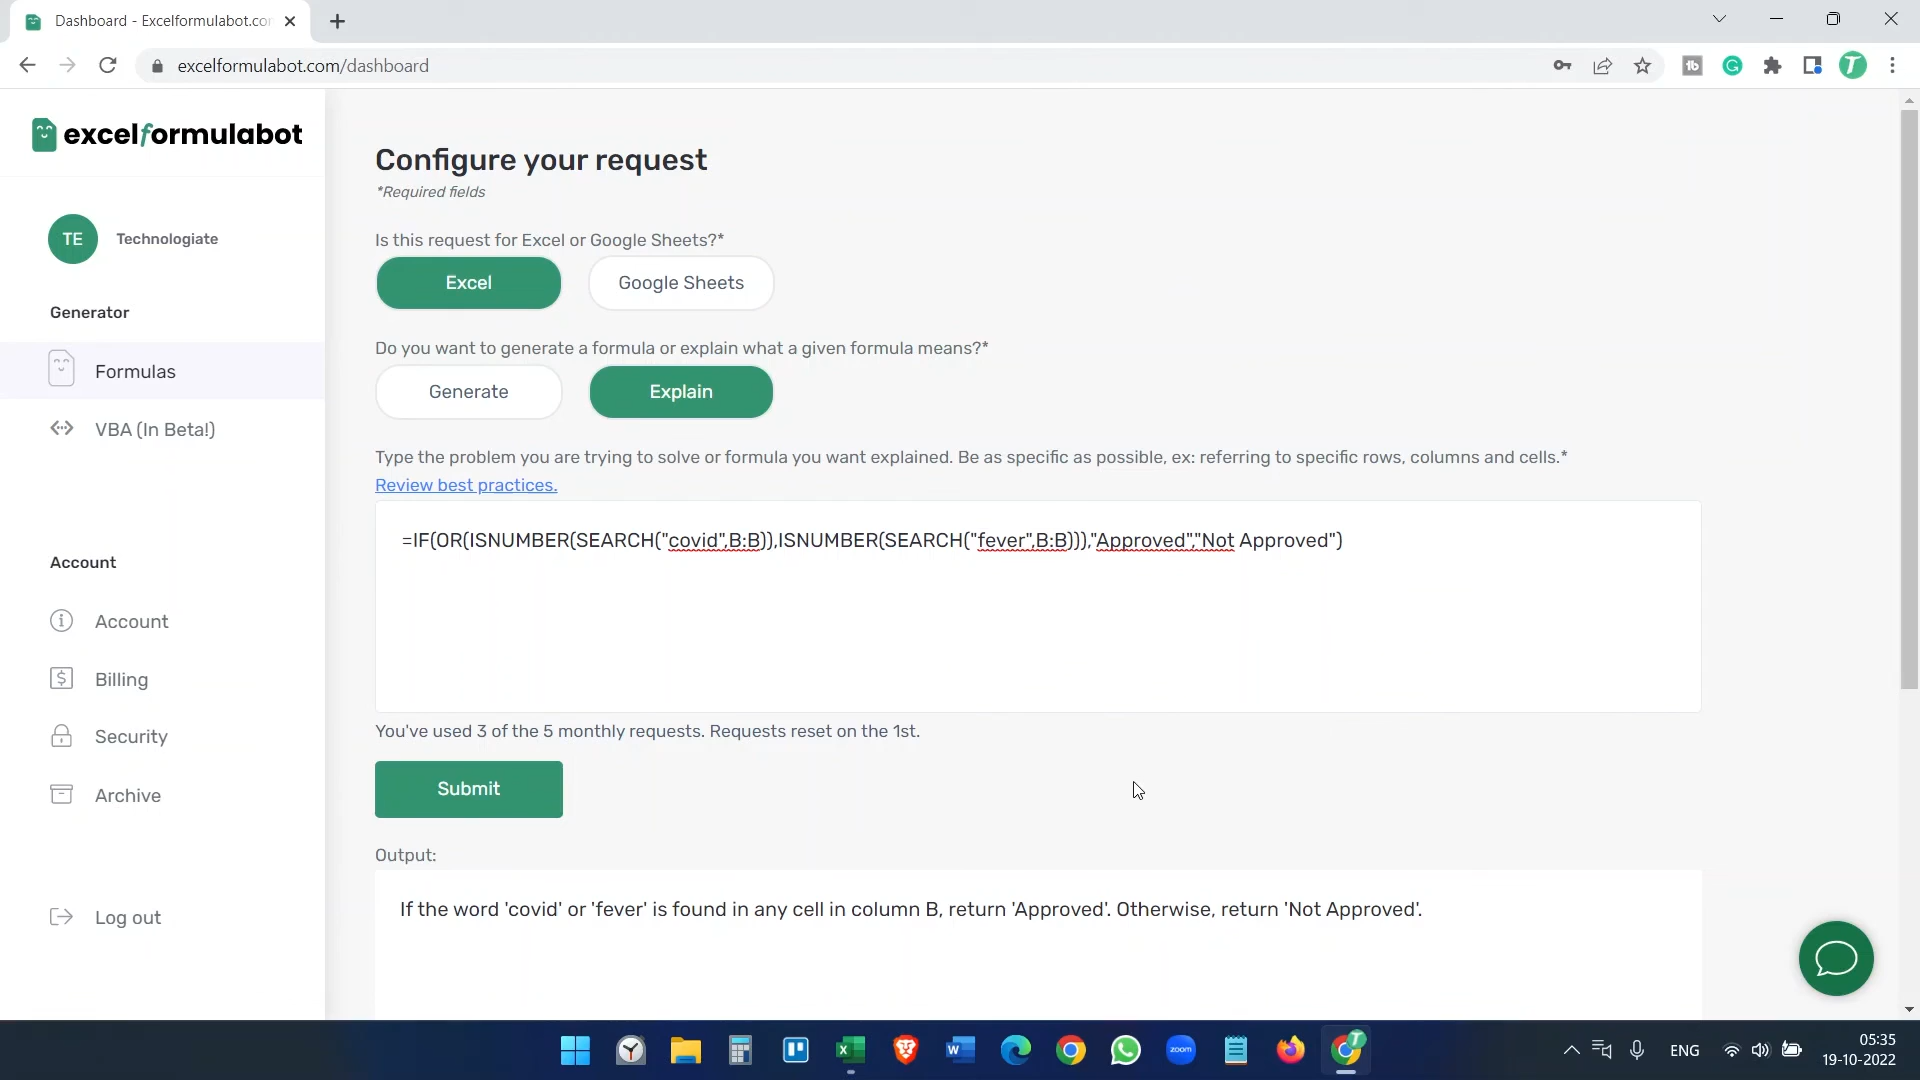 Dashboard - Excelformulabot.com
excelformulabot.com/dashboard
excelformulabot
TE
Technologiate
Generator
Formulas
VBA (In Beta!)
Account
Account
Billing
Security
Archive
Log out
Configure your request
*Required fields
Is this request for Excel or Google Sheets?*
Excel
Google Sheets
Do you want to generate a formula or explain what a given formula means?*
Generate
Explain
Type the problem you are trying to solve or formula you want explained. Be as specific as possible, ex: referring to specific rows, columns and cells.*
Review best practices.
=IF(OR(ISNUMBER(SEARCH("covid",B:B)),ISNUMBER(SEARCH("fever",B:B))),"Approved","Not Approved")
You've used 3 of the 5 monthly requests. Requests reset on the 1st.
Submit
Output:
If the word 'covid' or 'fever' is found in any cell in column B, return 'Approved'. Otherwise, return 'Not Approved'.
zoom
ENG
05:35
19-10-2022